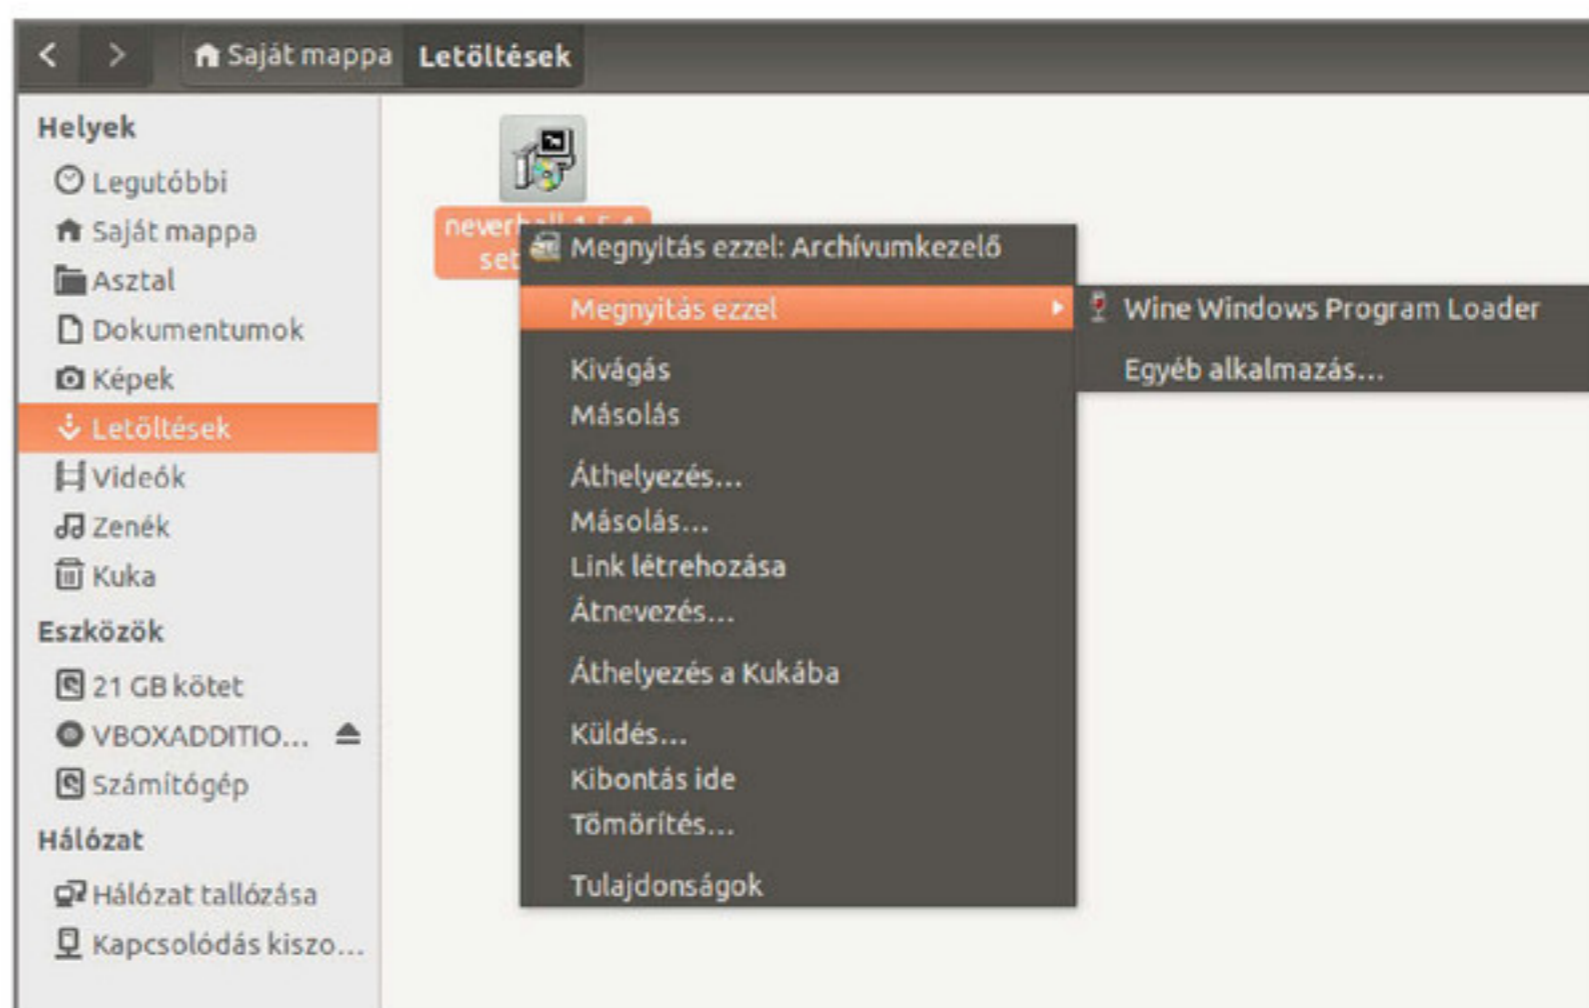 Saját mappa Letöltések
Helyek
Legutóbbi
Saját mappa
Asztal
Dokumentumok
Képek
Letöltések
Videók
Zenék
Kuka
Eszközök
21 GB kötet
VBOXADDITIO...
Számítógép
Hálózat
Hálózat tallózása
Kapcsolódás kiszo...
Megnyitás ezzel: Archívumkezelő
Megnyitás ezzel
Kivágás
Másolás
Áthelyezés...
Másolás...
Link létrehozása
Átnevezés...
Áthelyezés a Kukába
Küldés...
Kibontás ide
Tömörítés...
Tulajdonságok
Wine Windows Program Loader
Egyéb alkalmazás...